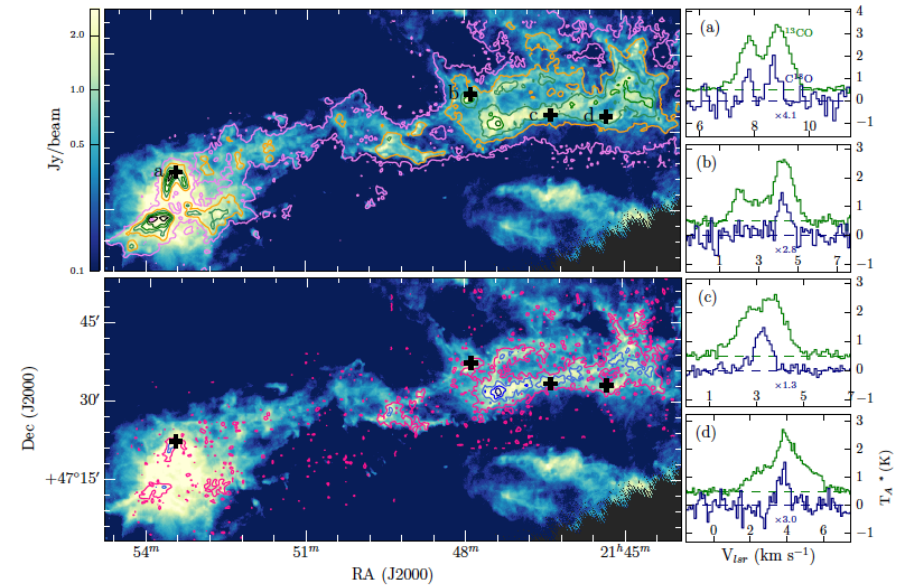 2.0
1.0
0.5
0.1
Jy/beam
a
b
c
d
(a)
¹³CO
C¹⁸O
×4.1
4
3
2
1
0
−1
6
8
10
(b)
×2.8
3
2
1
0
−1
1
3
5
7
(c)
×1.3
3
2
1
0
−1
1
3
5
7
(d)
×3.0
3
2
1
0
−1
0
2
4
6
T_A * (K)
V_lsr (km s⁻¹)
45′
30′
+47°15′
Dec (J2000)
54ᵐ
51ᵐ
48ᵐ
21ʰ45ᵐ
RA (J2000)